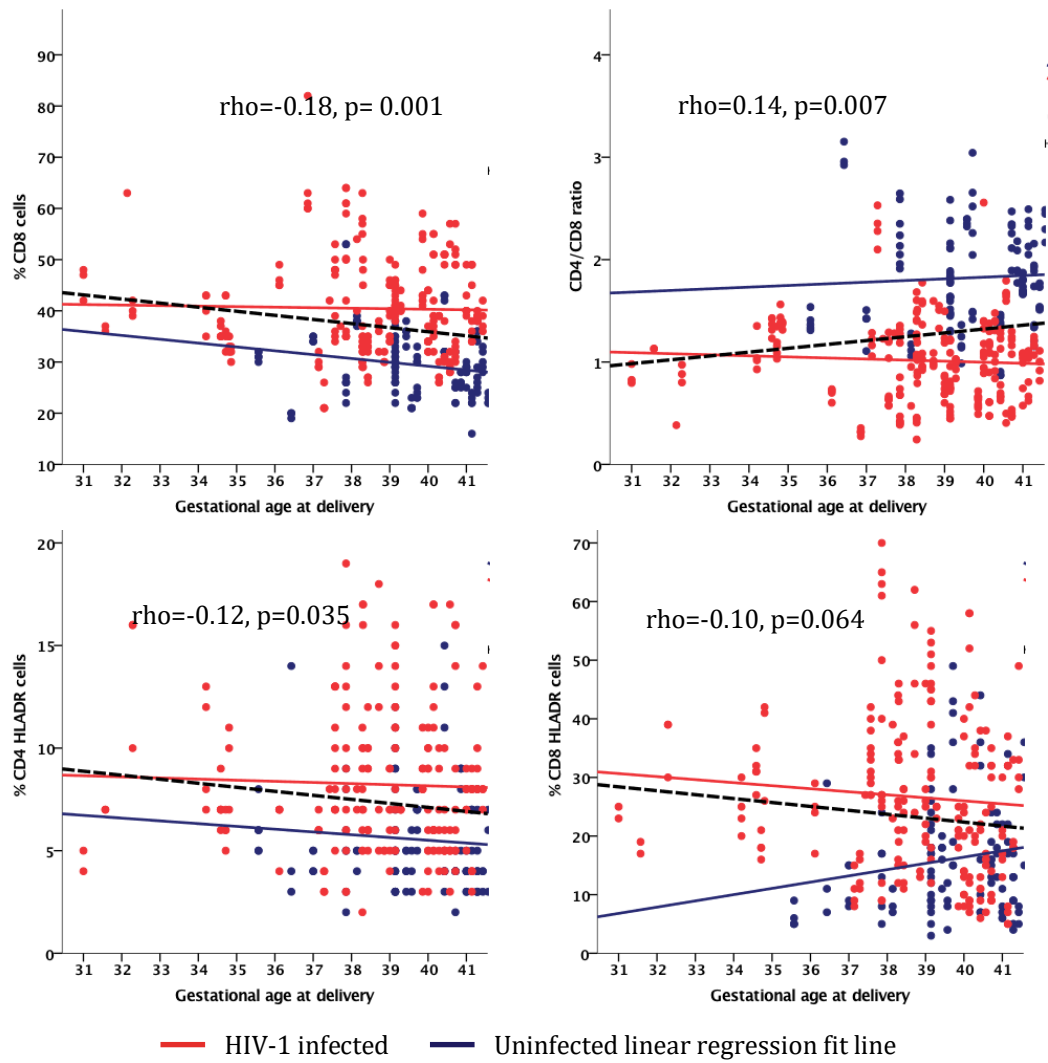 90
80
70
60
50
40
30
20
10
% CD8 cells
rho=-0.18, p= 0.001
31 32 33 34 35 36 37 38 39 40 41
Gestational age at delivery
4
3
2
1
0
CD4/CD8 ratio
rho=0.14, p=0.007
31 32 33 34 35 36 37 38 39 40 41
Gestational age at delivery
20
15
10
5
0
% CD4 HLADR cells
rho=-0.12, p=0.035
31 32 33 34 35 36 37 38 39 40 41
Gestational age at delivery
70
60
50
40
30
20
10
0
% CD8 HLADR cells
rho=-0.10, p=0.064
31 32 33 34 35 36 37 38 39 40 41
Gestational age at delivery
HIV-1 infected Uninfected linear regression fit line